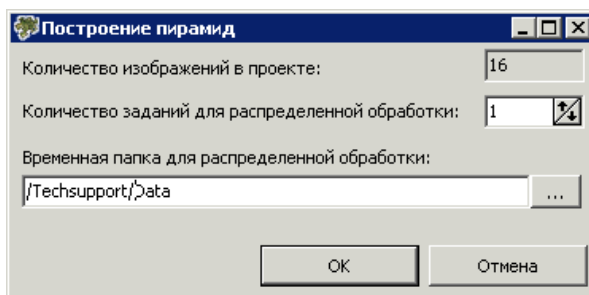 Построение пирамид
Количество изображений в проекте: 16
Количество заданий для распределенной обработки: 1
Временная папка для распределенной обработки:
/Techsupport/Data
...
OK Отмена